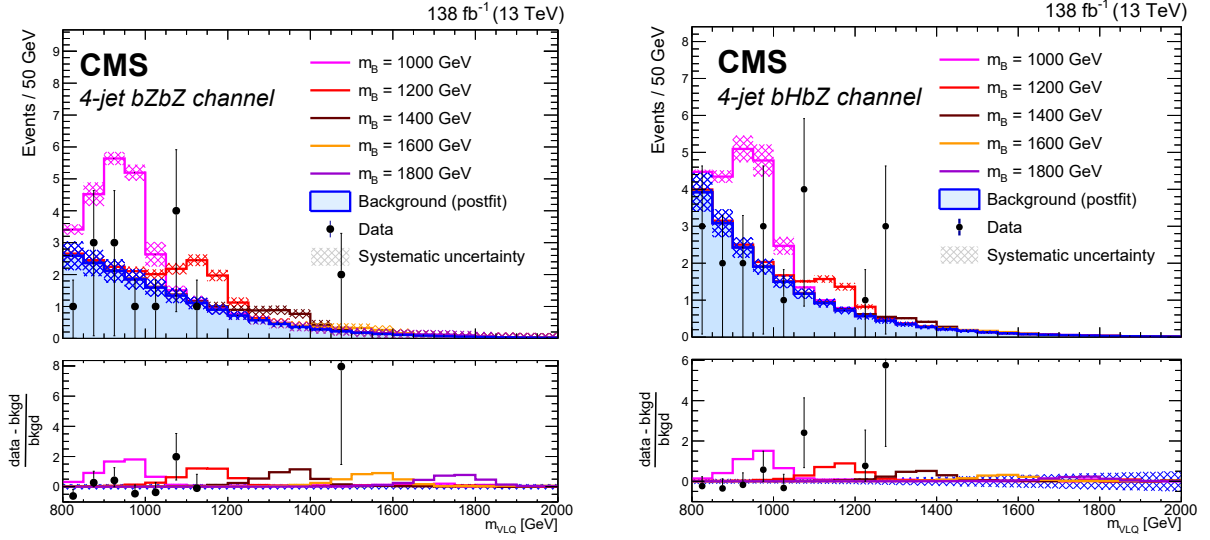 138 fb⁻¹ (13 TeV)
CMS
4-jet bZbZ channel
m_B = 1000 GeV
m_B = 1200 GeV
m_B = 1400 GeV
m_B = 1600 GeV
m_B = 1800 GeV
Background (postfit)
Data
Systematic uncertainty
Events / 50 GeV
9
8
7
6
5
4
3
2
1
0
8
6
4
2
0
data - bkgd
bkgd
800 1000 1200 1400 1600 1800 2000
m_VLQ [GeV]
138 fb⁻¹ (13 TeV)
CMS
4-jet bHbZ channel
m_B = 1000 GeV
m_B = 1200 GeV
m_B = 1400 GeV
m_B = 1600 GeV
m_B = 1800 GeV
Background (postfit)
Data
Systematic uncertainty
Events / 50 GeV
8
7
6
5
4
3
2
1
0
6
4
2
0
data - bkgd
bkgd
800 1000 1200 1400 1600 1800 2000
m_VLQ [GeV]